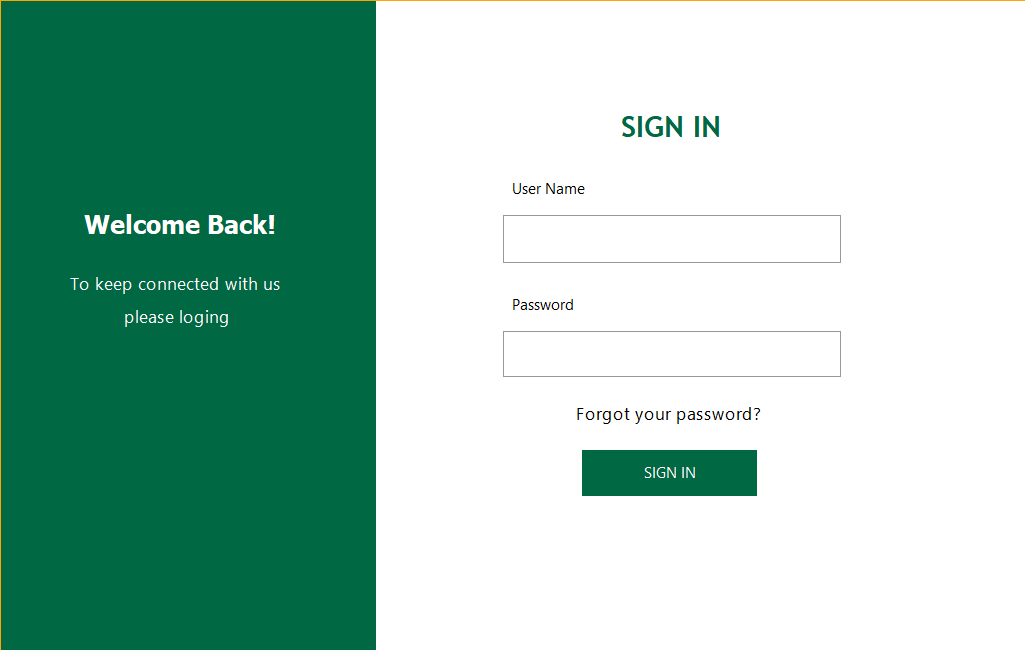 Welcome Back!
To keep connected with us
please loging
SIGN IN
User Name
Password
Forgot your password?
SIGN IN